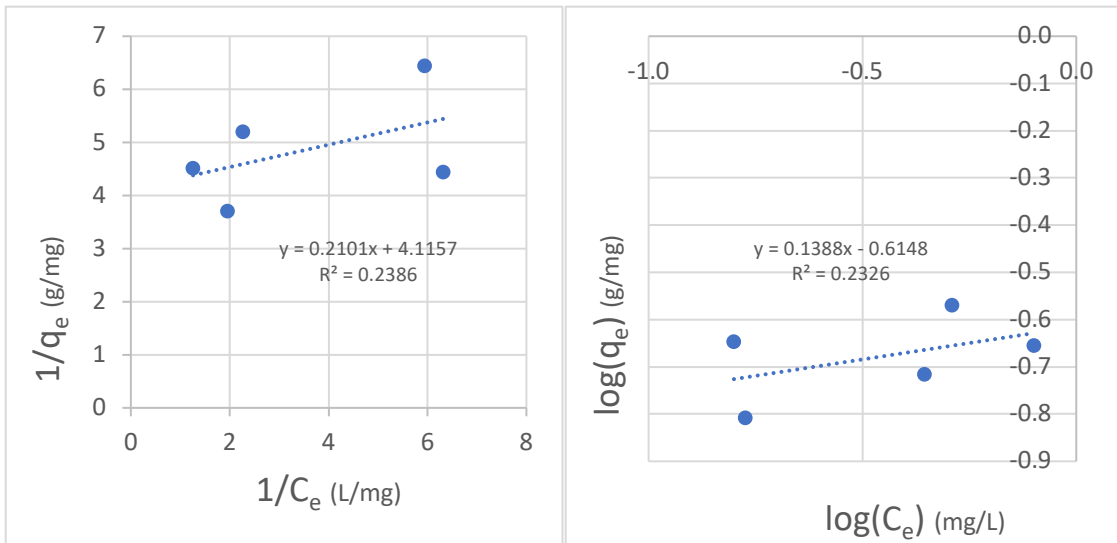 7
6
5
4
3
2
1
0
0 2 4 6 8
1/qe (g/mg)
1/Ce (L/mg)
y = 0.2101x + 4.1157
R² = 0.2386
-1.0 -0.5 0.0
0.0
-0.1
-0.2
-0.3
-0.4
-0.5
-0.6
-0.7
-0.8
-0.9
log(qe) (g/mg)
log(Ce) (mg/L)
y = 0.1388x - 0.6148
R² = 0.2326